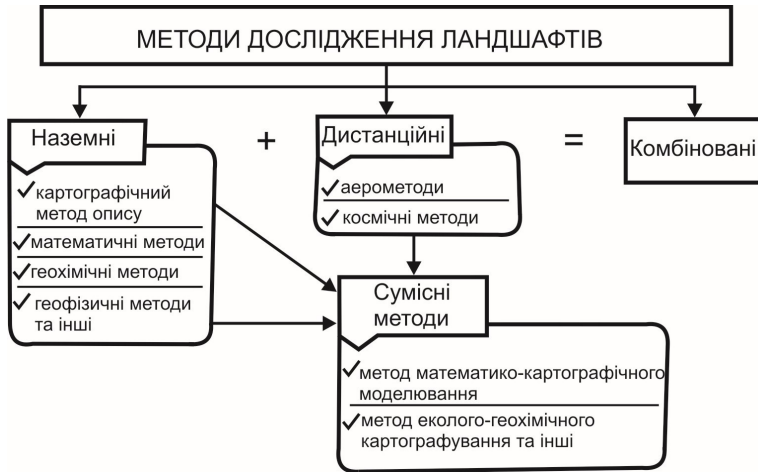 МЕТОДИ ДОСЛІДЖЕННЯ ЛАНДШАФТІВ
Наземні
+
Дистанційні
=
Комбіновані
картографічний
метод опису
математичні методи
геохімічні методи
геофізичні методи
та інші
аерометоди
космічні методи
Сумісні
методи
метод математико-картографічного
моделювання
метод еколого-геохімічного
картографування та інші